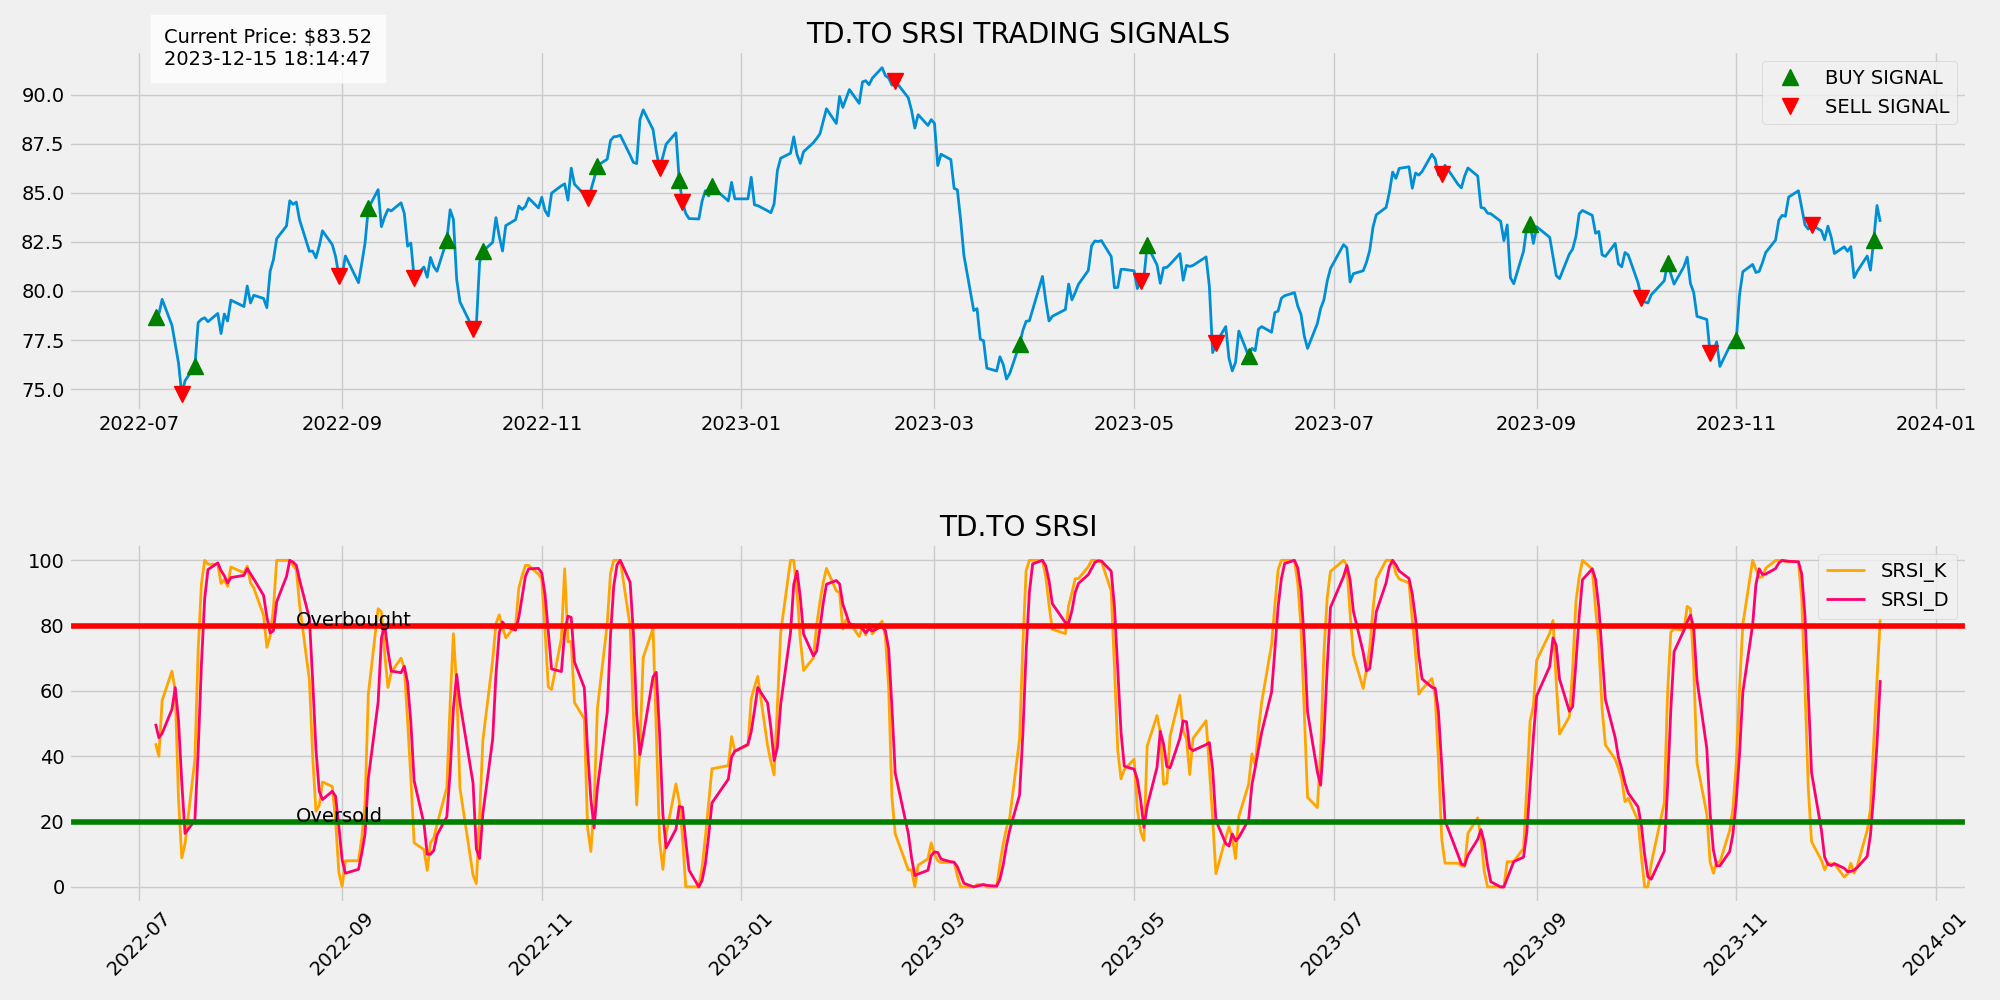 Current Price: $83.52
2023-12-15 18:14:47
TD.TO SRSI TRADING SIGNALS
BUY SIGNAL
SELL SIGNAL
90.0
87.5
85.0
82.5
80.0
77.5
75.0
2022-07 2022-09 2022-11 2023-01 2023-03 2023-05 2023-07 2023-09 2023-11 2024-01
TD.TO SRSI
SRSI_K
SRSI_D
100
80
60
40
20
0
Overbought
Oversold
2022-07 2022-09 2022-11 2023-01 2023-03 2023-05 2023-07 2023-09 2023-11 2024-01